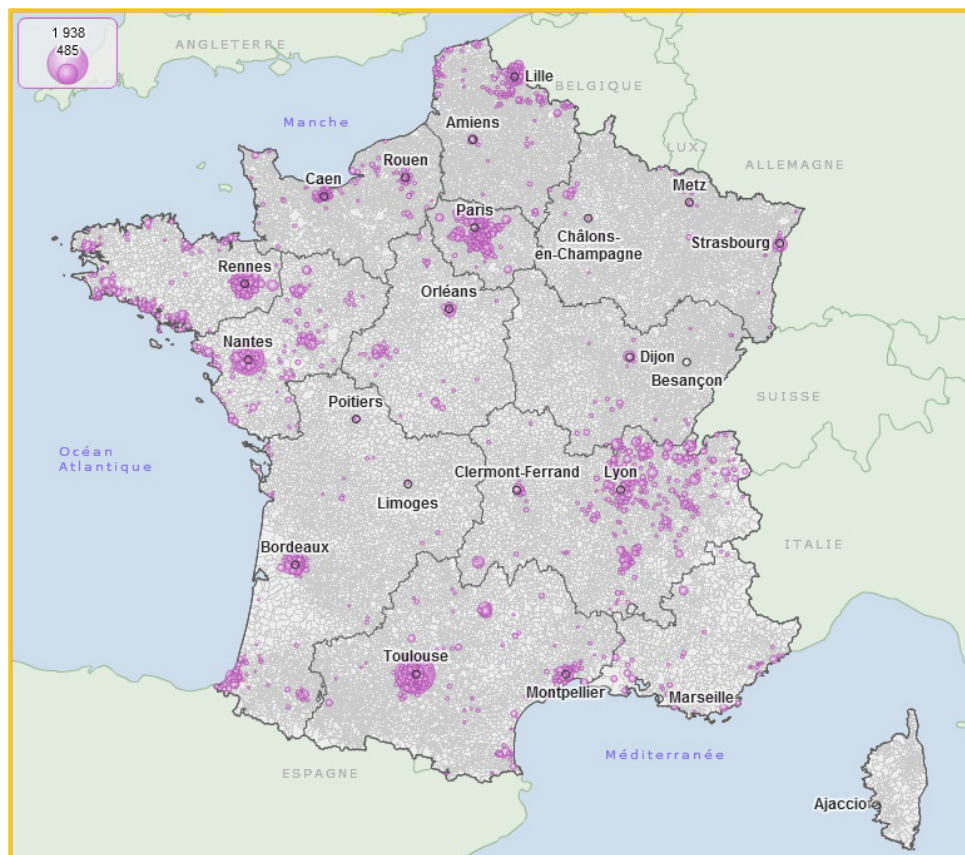 1 938
485
ANGLETERRE
Lille
BELGIQUE
Manche
Amiens
LUX.
ALLEMAGNE
Rouen
Caen
Metz
Paris
Châlons-
en-Champagne
Strasbourg
Rennes
Orléans
Nantes
Dijon
Besançon
SUISSE
Poitiers
Océan
Atlantique
Clermont-Ferrand
Lyon
Limoges
ITALIE
Bordeaux
Toulouse
Montpellier
Marseille
Méditerranée
ESPAGNE
Ajaccio